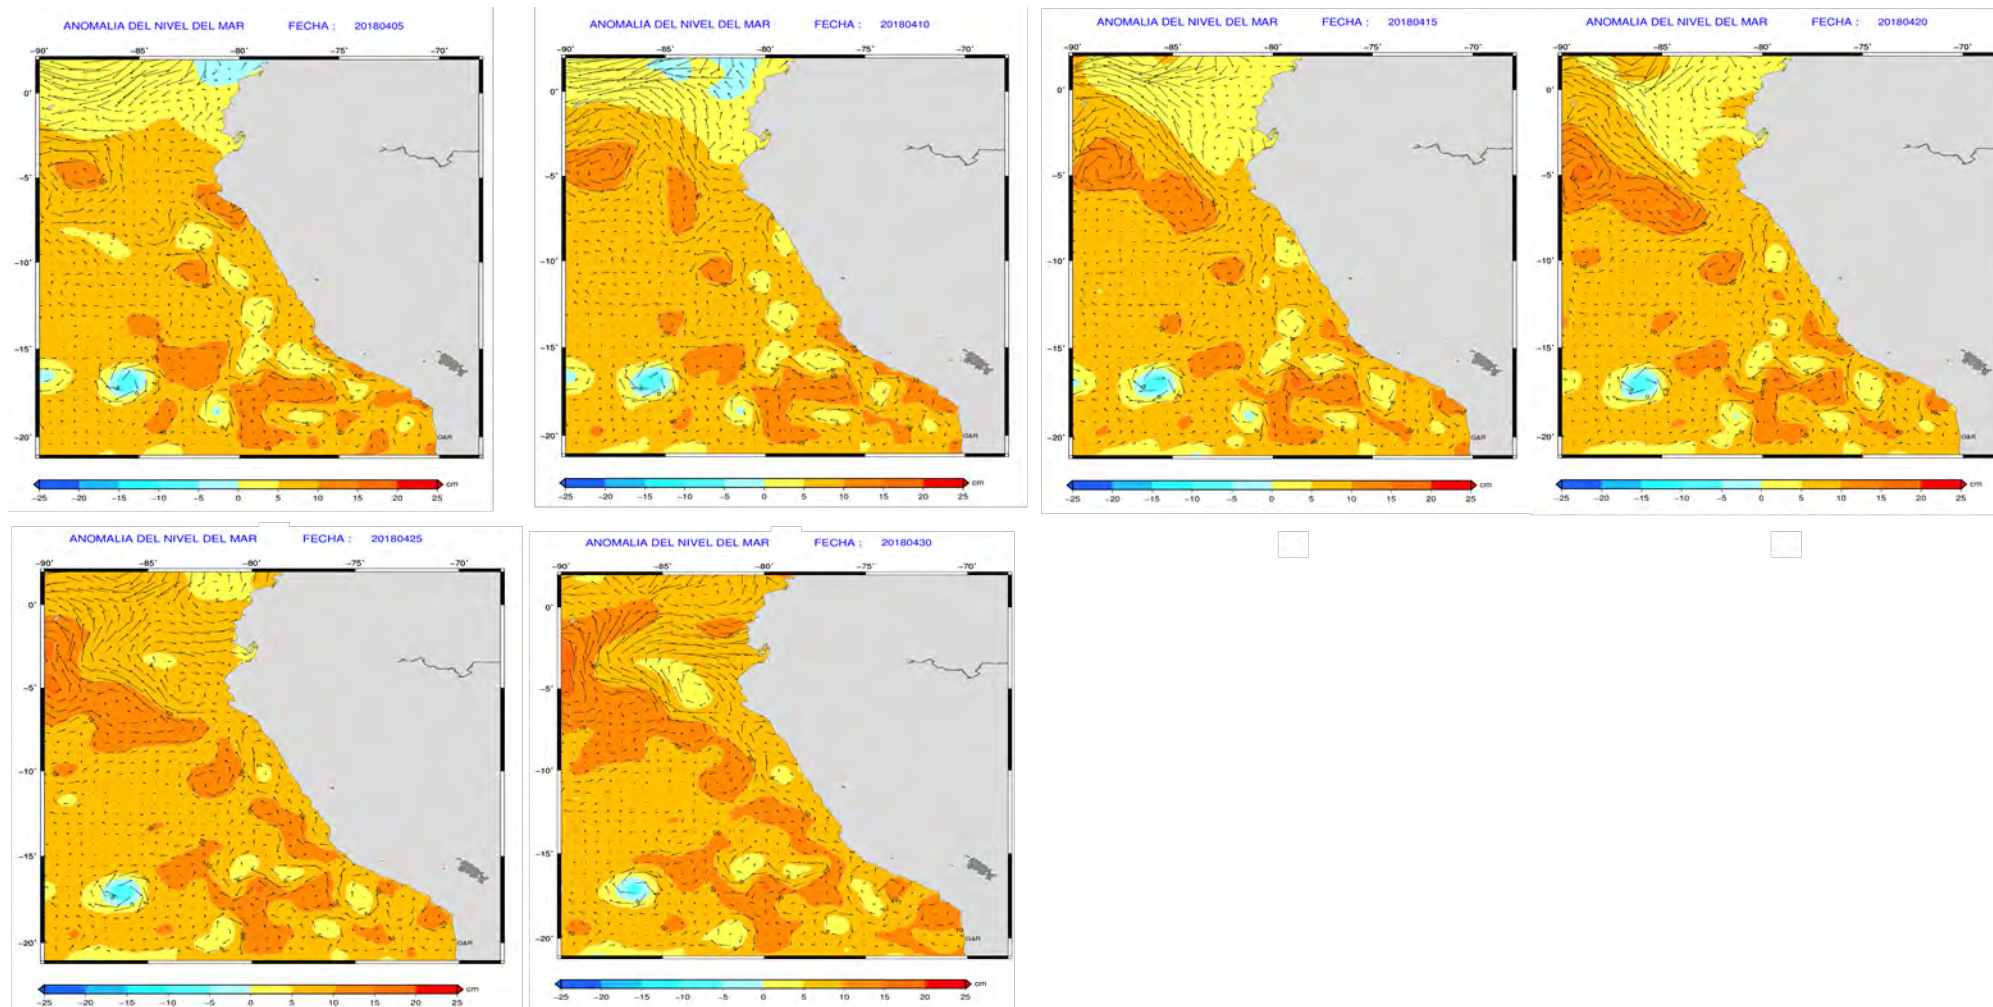 ANOMALIA DEL NIVEL DEL MAR FECHA : 20180405
−90° −85° −80° −75° −70°
0°
−5°
−10°
−15°
−20°
G&R
−25 −20 −15 −10 −5 0 5 10 15 20 25 cm
ANOMALIA DEL NIVEL DEL MAR FECHA : 20180410
−90° −85° −80° −75° −70°
0°
−5°
−10°
−15°
−20°
G&R
−25 −20 −15 −10 −5 0 5 10 15 20 25 cm
ANOMALIA DEL NIVEL DEL MAR FECHA : 20180415
−90° −85° −80° −75° −70°
0°
−5°
−10°
−15°
−20°
G&R
−25 −20 −15 −10 −5 0 5 10 15 20 25 cm
ANOMALIA DEL NIVEL DEL MAR FECHA : 20180420
−90° −85° −80° −75° −70°
0°
−5°
−10°
−15°
−20°
G&R
−25 −20 −15 −10 −5 0 5 10 15 20 25 cm
ANOMALIA DEL NIVEL DEL MAR FECHA : 20180425
−90° −85° −80° −75° −70°
0°
−5°
−10°
−15°
−20°
G&R
−25 −20 −15 −10 −5 0 5 10 15 20 25 cm
ANOMALIA DEL NIVEL DEL MAR FECHA : 20180430
−90° −85° −80° −75° −70°
0°
−5°
−10°
−15°
−20°
G&R
−25 −20 −15 −10 −5 0 5 10 15 20 25 cm